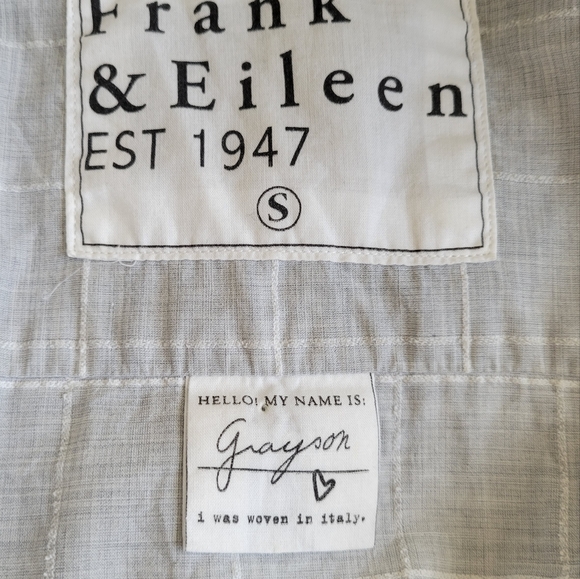 Frank
& Eileen
EST 1947
S
HELLO! MY NAME IS:
Grayson
i was woven in italy.